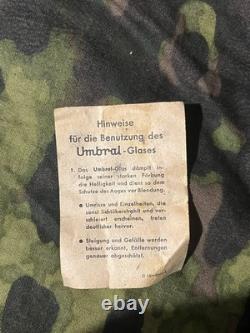 Hinweise
für die Benutzung des
Umbral-Glases
1. Das Umbral-Glas dämpft in-
folge seiner starken Färbung
die Helligkeit und dient so dem
Schutze des Auges vor Blendung.
● Umrisse und Einzelheiten, die
sonst lichtüberstrahlt und ver-
schleiert erscheinen, treten
deutlicher hervor.
● Steigung und Gefälle werden
besser erkannt, Entfernungen
genauer abgeschätzt.